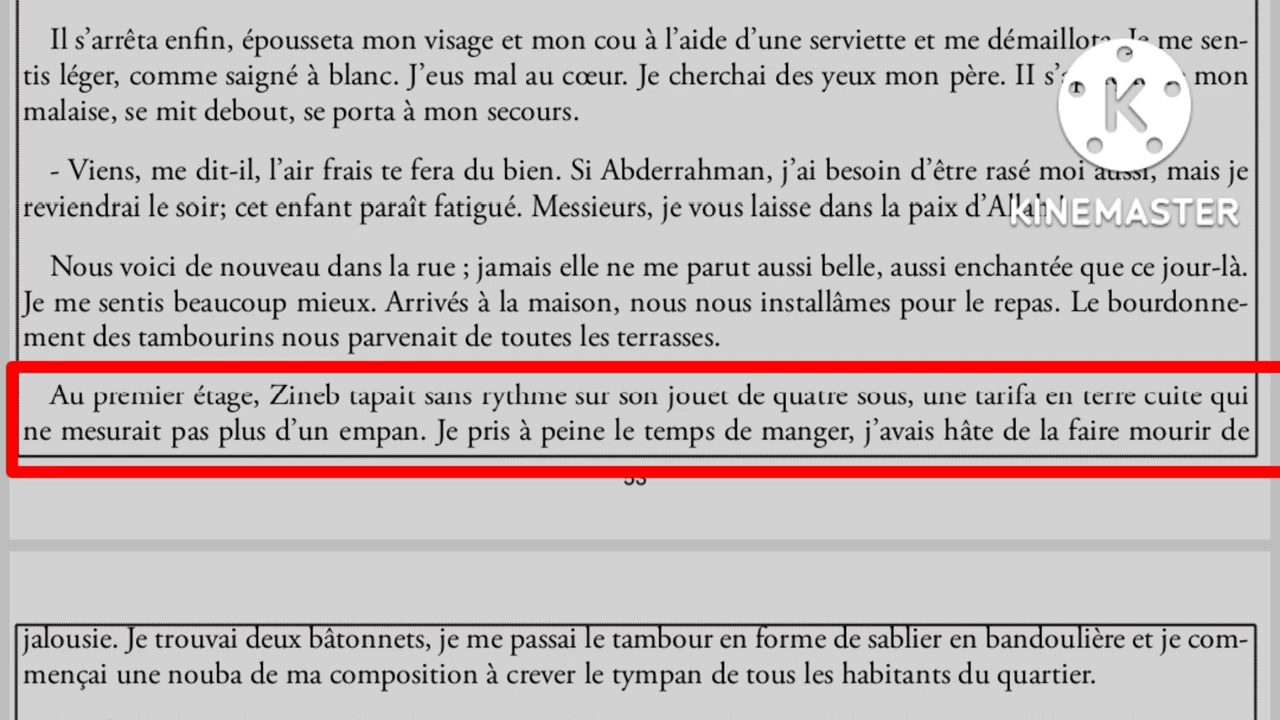 Il s’arrêta enfin, épousseta mon visage et mon cou à l’aide d’une serviette et me démaillota. Je me sen-
tis léger, comme saigné à blanc. J’eus mal au cœur. Je cherchai des yeux mon père. II mon
malaise, se mit debout, se porta à mon secours.
- Viens, me dit-il, l’air frais te fera du bien. Si Abderrahman, j’ai besoin d’être rasé moi aussi, mais je
reviendrai le soir; cet enfant paraît fatigué. Messieurs, je vous laisse dans la paix d’Allah !
KINEMASTER
Nous voici de nouveau dans la rue ; jamais elle ne me parut aussi belle, aussi enchantée que ce jour-là.
Je me sentis beaucoup mieux. Arrivés à la maison, nous nous installâmes pour le repas. Le bourdonne-
ment des tambourins nous parvenait de toutes les terrasses.
Au premier étage, Zineb tapait sans rythme sur son jouet de quatre sous, une tarifa en terre cuite qui
ne mesurait pas plus d’un empan. Je pris à peine le temps de manger, j’avais hâte de la faire mourir de
53
jalousie. Je trouvai deux bâtonnets, je me passai le tambour en forme de sablier en bandoulière et je com-
mençai une nouba de ma composition à crever le tympan de tous les habitants du quartier.